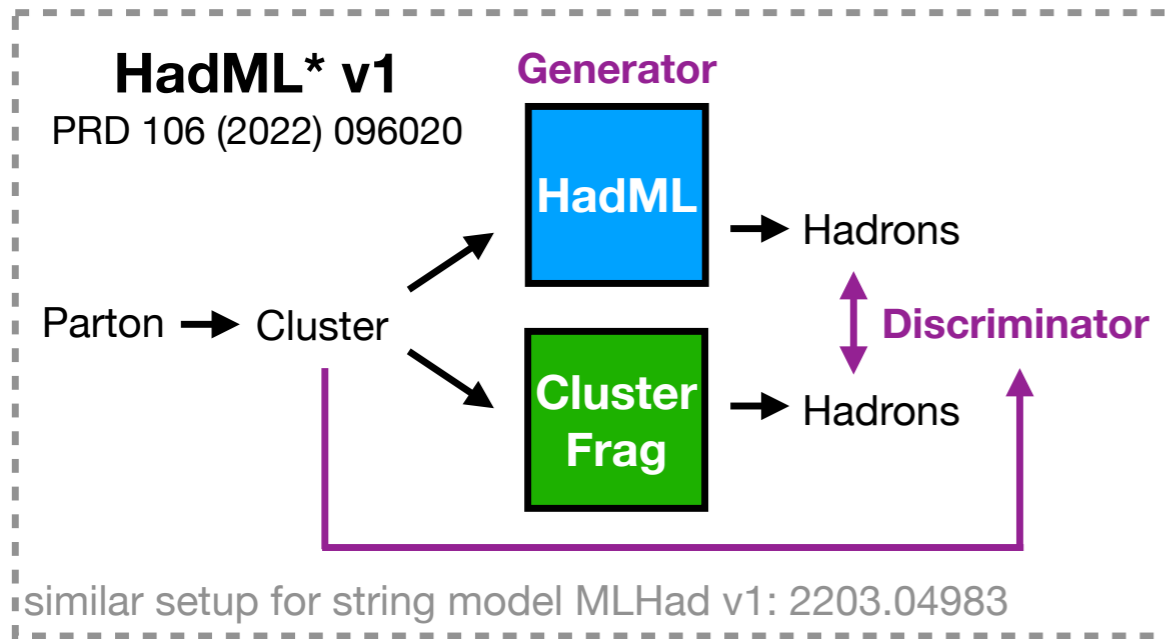 HadML* v1
PRD 106 (2022) 096020
Generator
HadML
Hadrons
Parton
Cluster
Discriminator
Cluster
Frag
Hadrons
similar setup for string model MLHad v1: 2203.04983